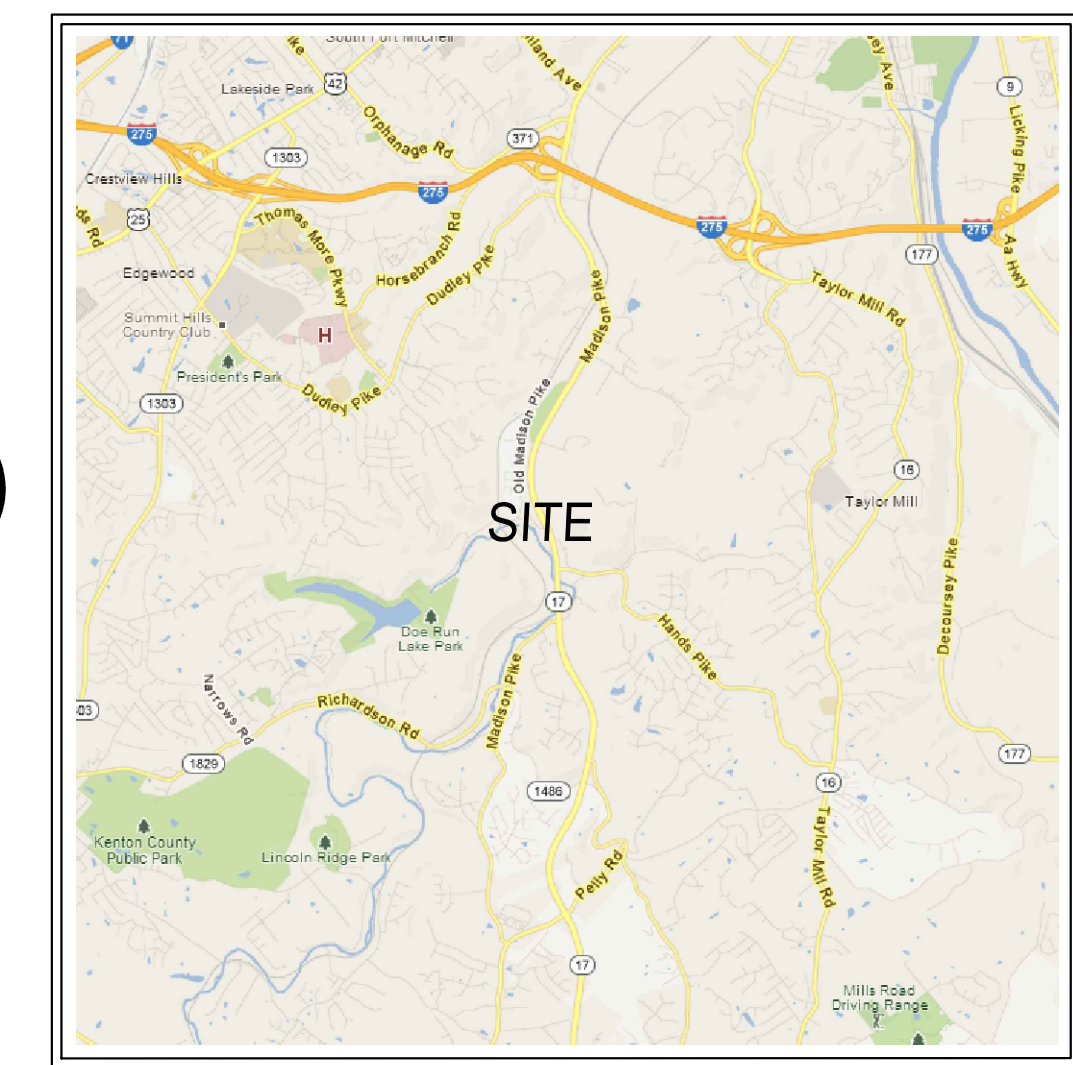 71
South Fort Mitchell
42
Lakeside Park
Orphanage Rd
9
Licking Pike
275
371
1303
Crestview Hills
275
25
Thomas More Pkwy
275
275
177
Aa Hwy
Edgewood
Horsebranch Rd
Dudley Pike
Madison Pike
Taylor Mill Rd
Summit Hills
Country Club
H
President's Park
Dudley Pike
1303
Old Madison Pike
16
Taylor Mill
SITE
Decoursey Pike
17
Doe Run
Lake Park
Hands Pike
Madison Pike
Narrows Rd
Richardson Rd
1829
177
16
1486
Kenton County
Public Park
Lincoln Ridge Park
Taylor Mill Rd
Pelly Rd
17
Mills Road
Driving Range